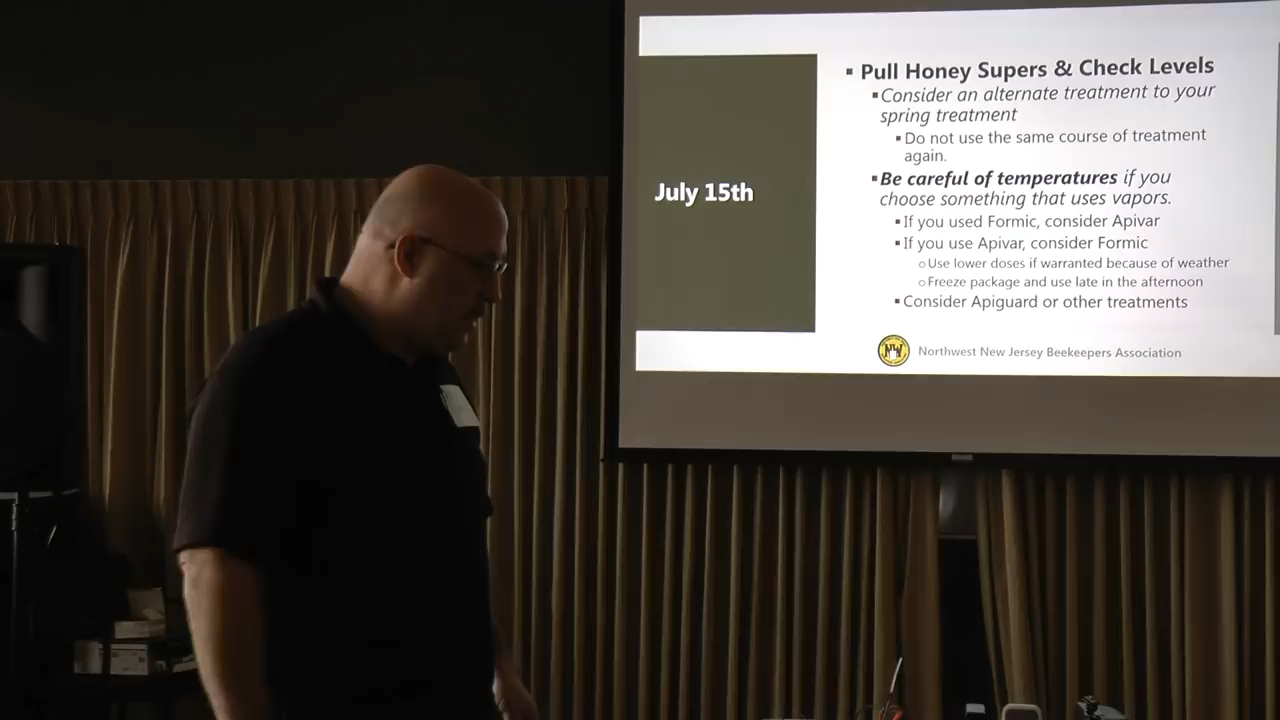 July 15th
▪ Pull Honey Supers & Check Levels
▪ Consider an alternate treatment to your
spring treatment
▪ Do not use the same course of treatment
again.
▪ Be careful of temperatures if you
choose something that uses vapors.
▪ If you used Formic, consider Apivar
▪ If you use Apivar, consider Formic
○ Use lower doses if warranted because of weather
○ Freeze package and use late in the afternoon
▪ Consider Apiguard or other treatments
NW
Northwest New Jersey Beekeepers Association